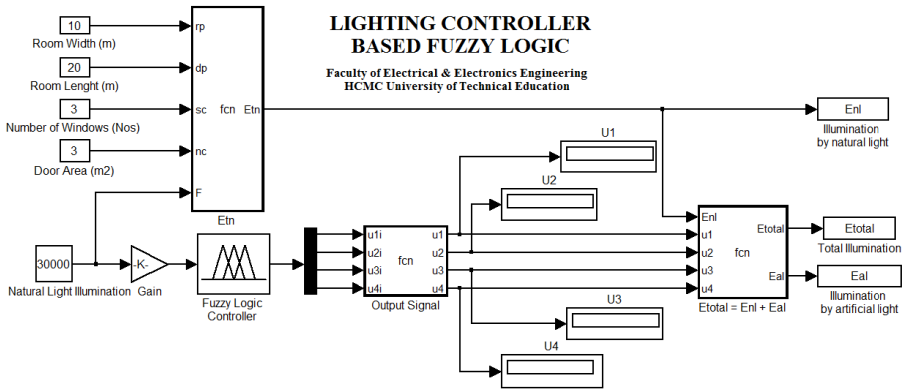 LIGHTING CONTROLLER
BASED FUZZY LOGIC
Faculty of Electrical & Electronics Engineering
HCMC University of Technical Education
10
Room Width (m)
20
Room Lenght (m)
3
Number of Windows (Nos)
3
Door Area (m2)
rp
dp
sc
nc
F
fcn
Etn
Etn
Enl
Illumination
by natural light
U1
U2
30000
Natural Light Illumination
-K-
Gain
Fuzzy Logic
Controller
u1i
u2i
u3i
u4i
fcn
u1
u2
u3
u4
Output Signal
Enl
u1
u2
u3
u4
fcn
Etotal
Eal
Etotal = Enl + Eal
Etotal
Total Illumination
Eal
Illumination
by artificial light
U3
U4